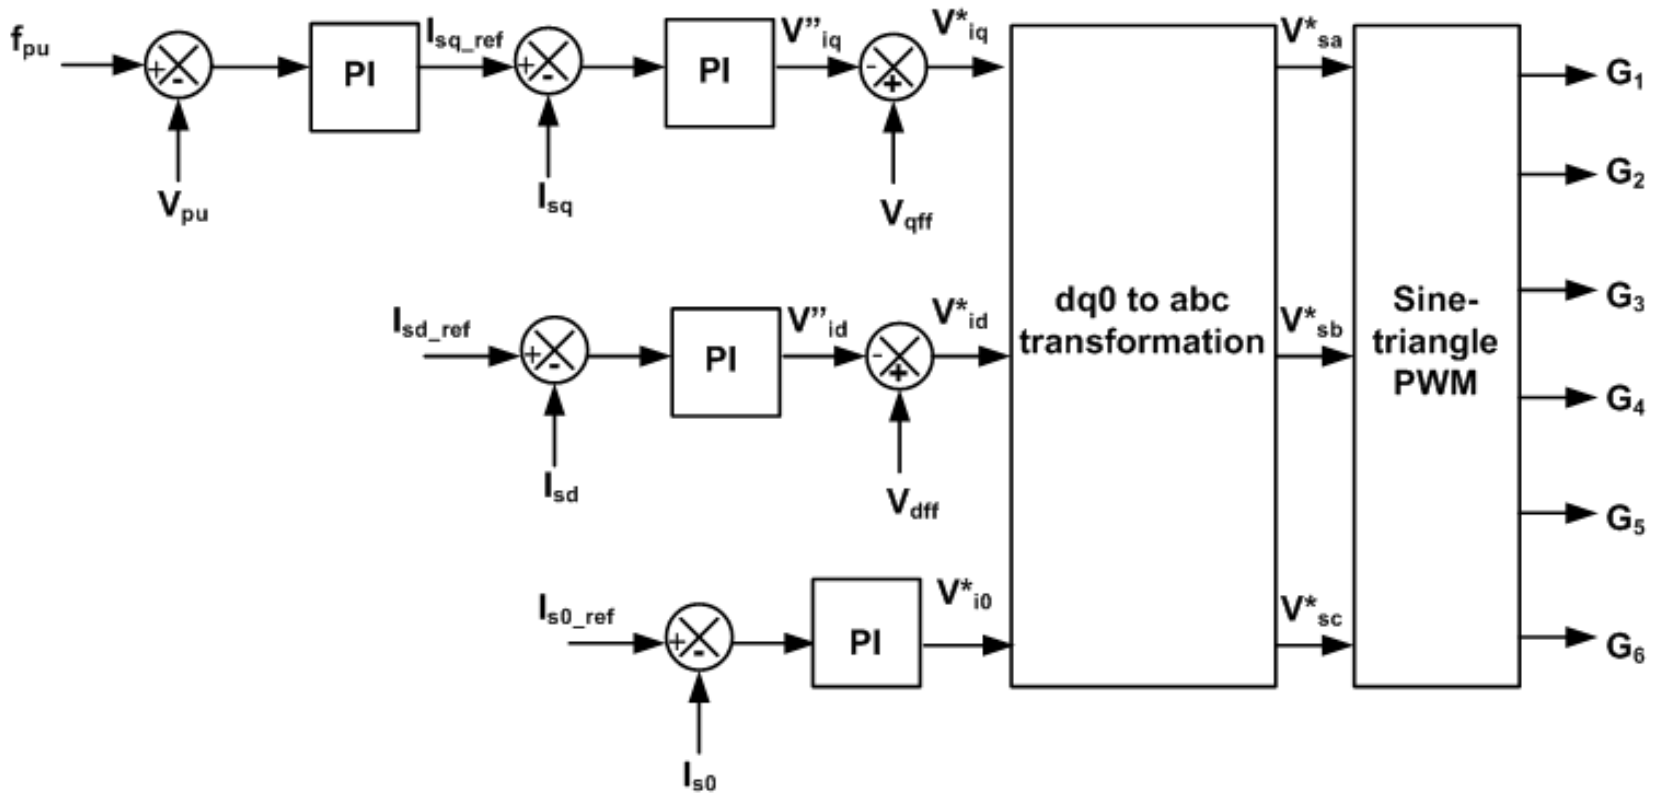 f_pu
+
-
V_pu
PI
I_sq_ref
+
-
I_sq
PI
V”_iq
-
+
V_qff
V*_iq
I_sd_ref
+
-
I_sd
PI
V”_id
-
+
V_dff
V*_id
I_s0_ref
+
-
I_s0
PI
V*_i0
dq0 to abc
transformation
V*_sa
V*_sb
V*_sc
Sine-
triangle
PWM
G_1
G_2
G_3
G_4
G_5
G_6